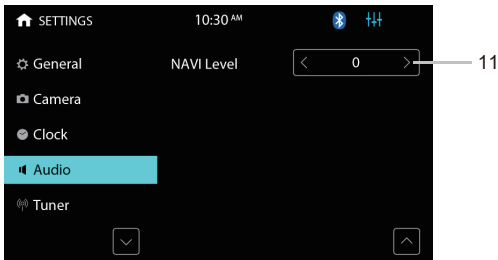 SETTINGS 10:30 AM
General NAVI Level 0 11
Camera
Clock
Audio
Tuner